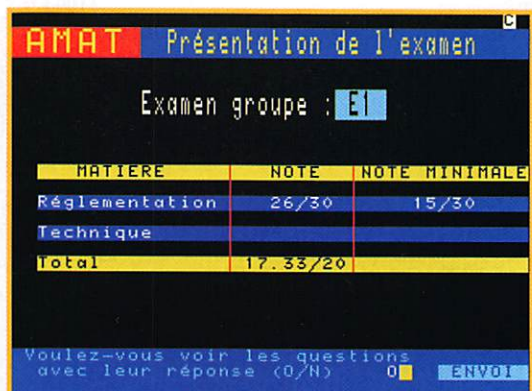 C
AMAT Présentation de l'examen
Examen groupe : E1
MATIERE NOTE NOTE MINIMALE
Réglementation 26/30 15/30
Technique
Total 17.33/20
Voulez-vous voir les questions
avec leur réponse (O/N) O ENVOI